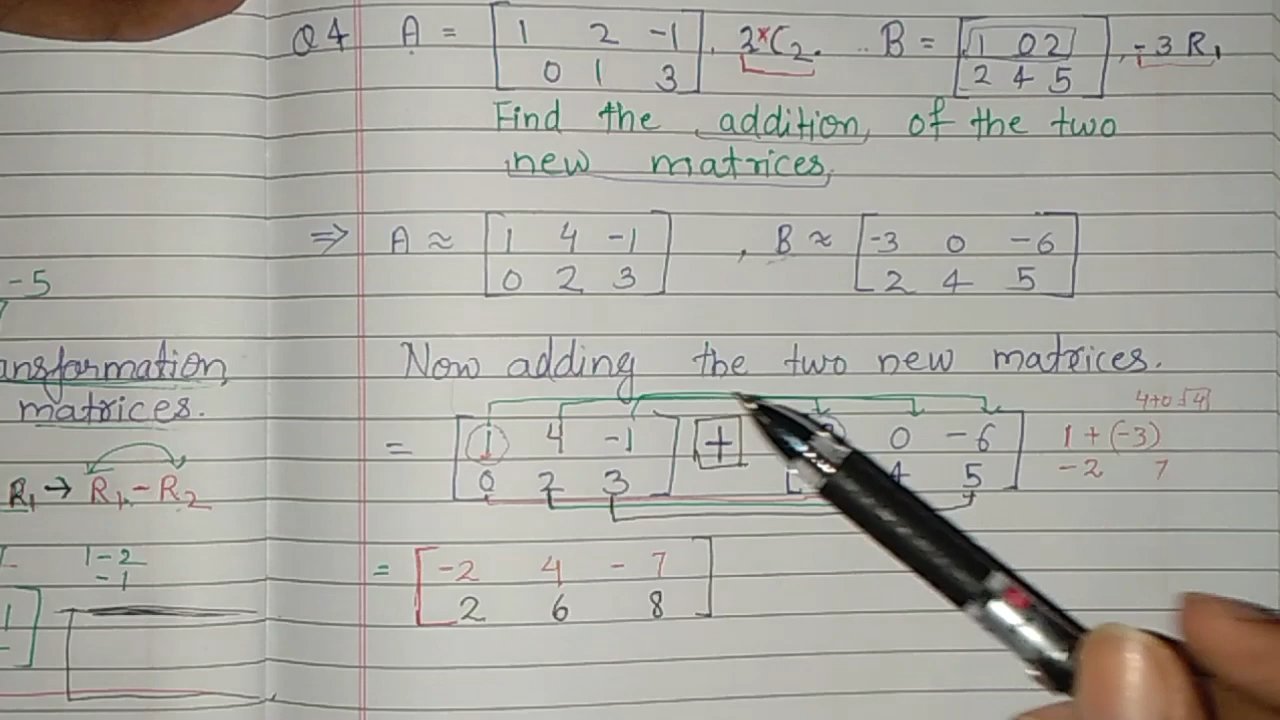 Q4 A = [ 1 2 -1 ], 2*C2. .. B = [ 1 0 2 ], -3 R1
0 1 3 2 4 5
Find the addition, of the two
new matrices,
⇒ A ≈ [ 1 4 -1 ] , B ≈ [ -3 0 -6 ]
0 2 3 2 4 5
Now adding the two new matrices.
4+0 √4
= [ 1 4 -1 ] + [ 0 -6 ] 1 + (-3)
0 2 3 4 5 -2 7
= [ -2 4 - 7 ]
2 6 8
-5
ansformation
matrices.
R1 → R1 - R2
1-2
-1